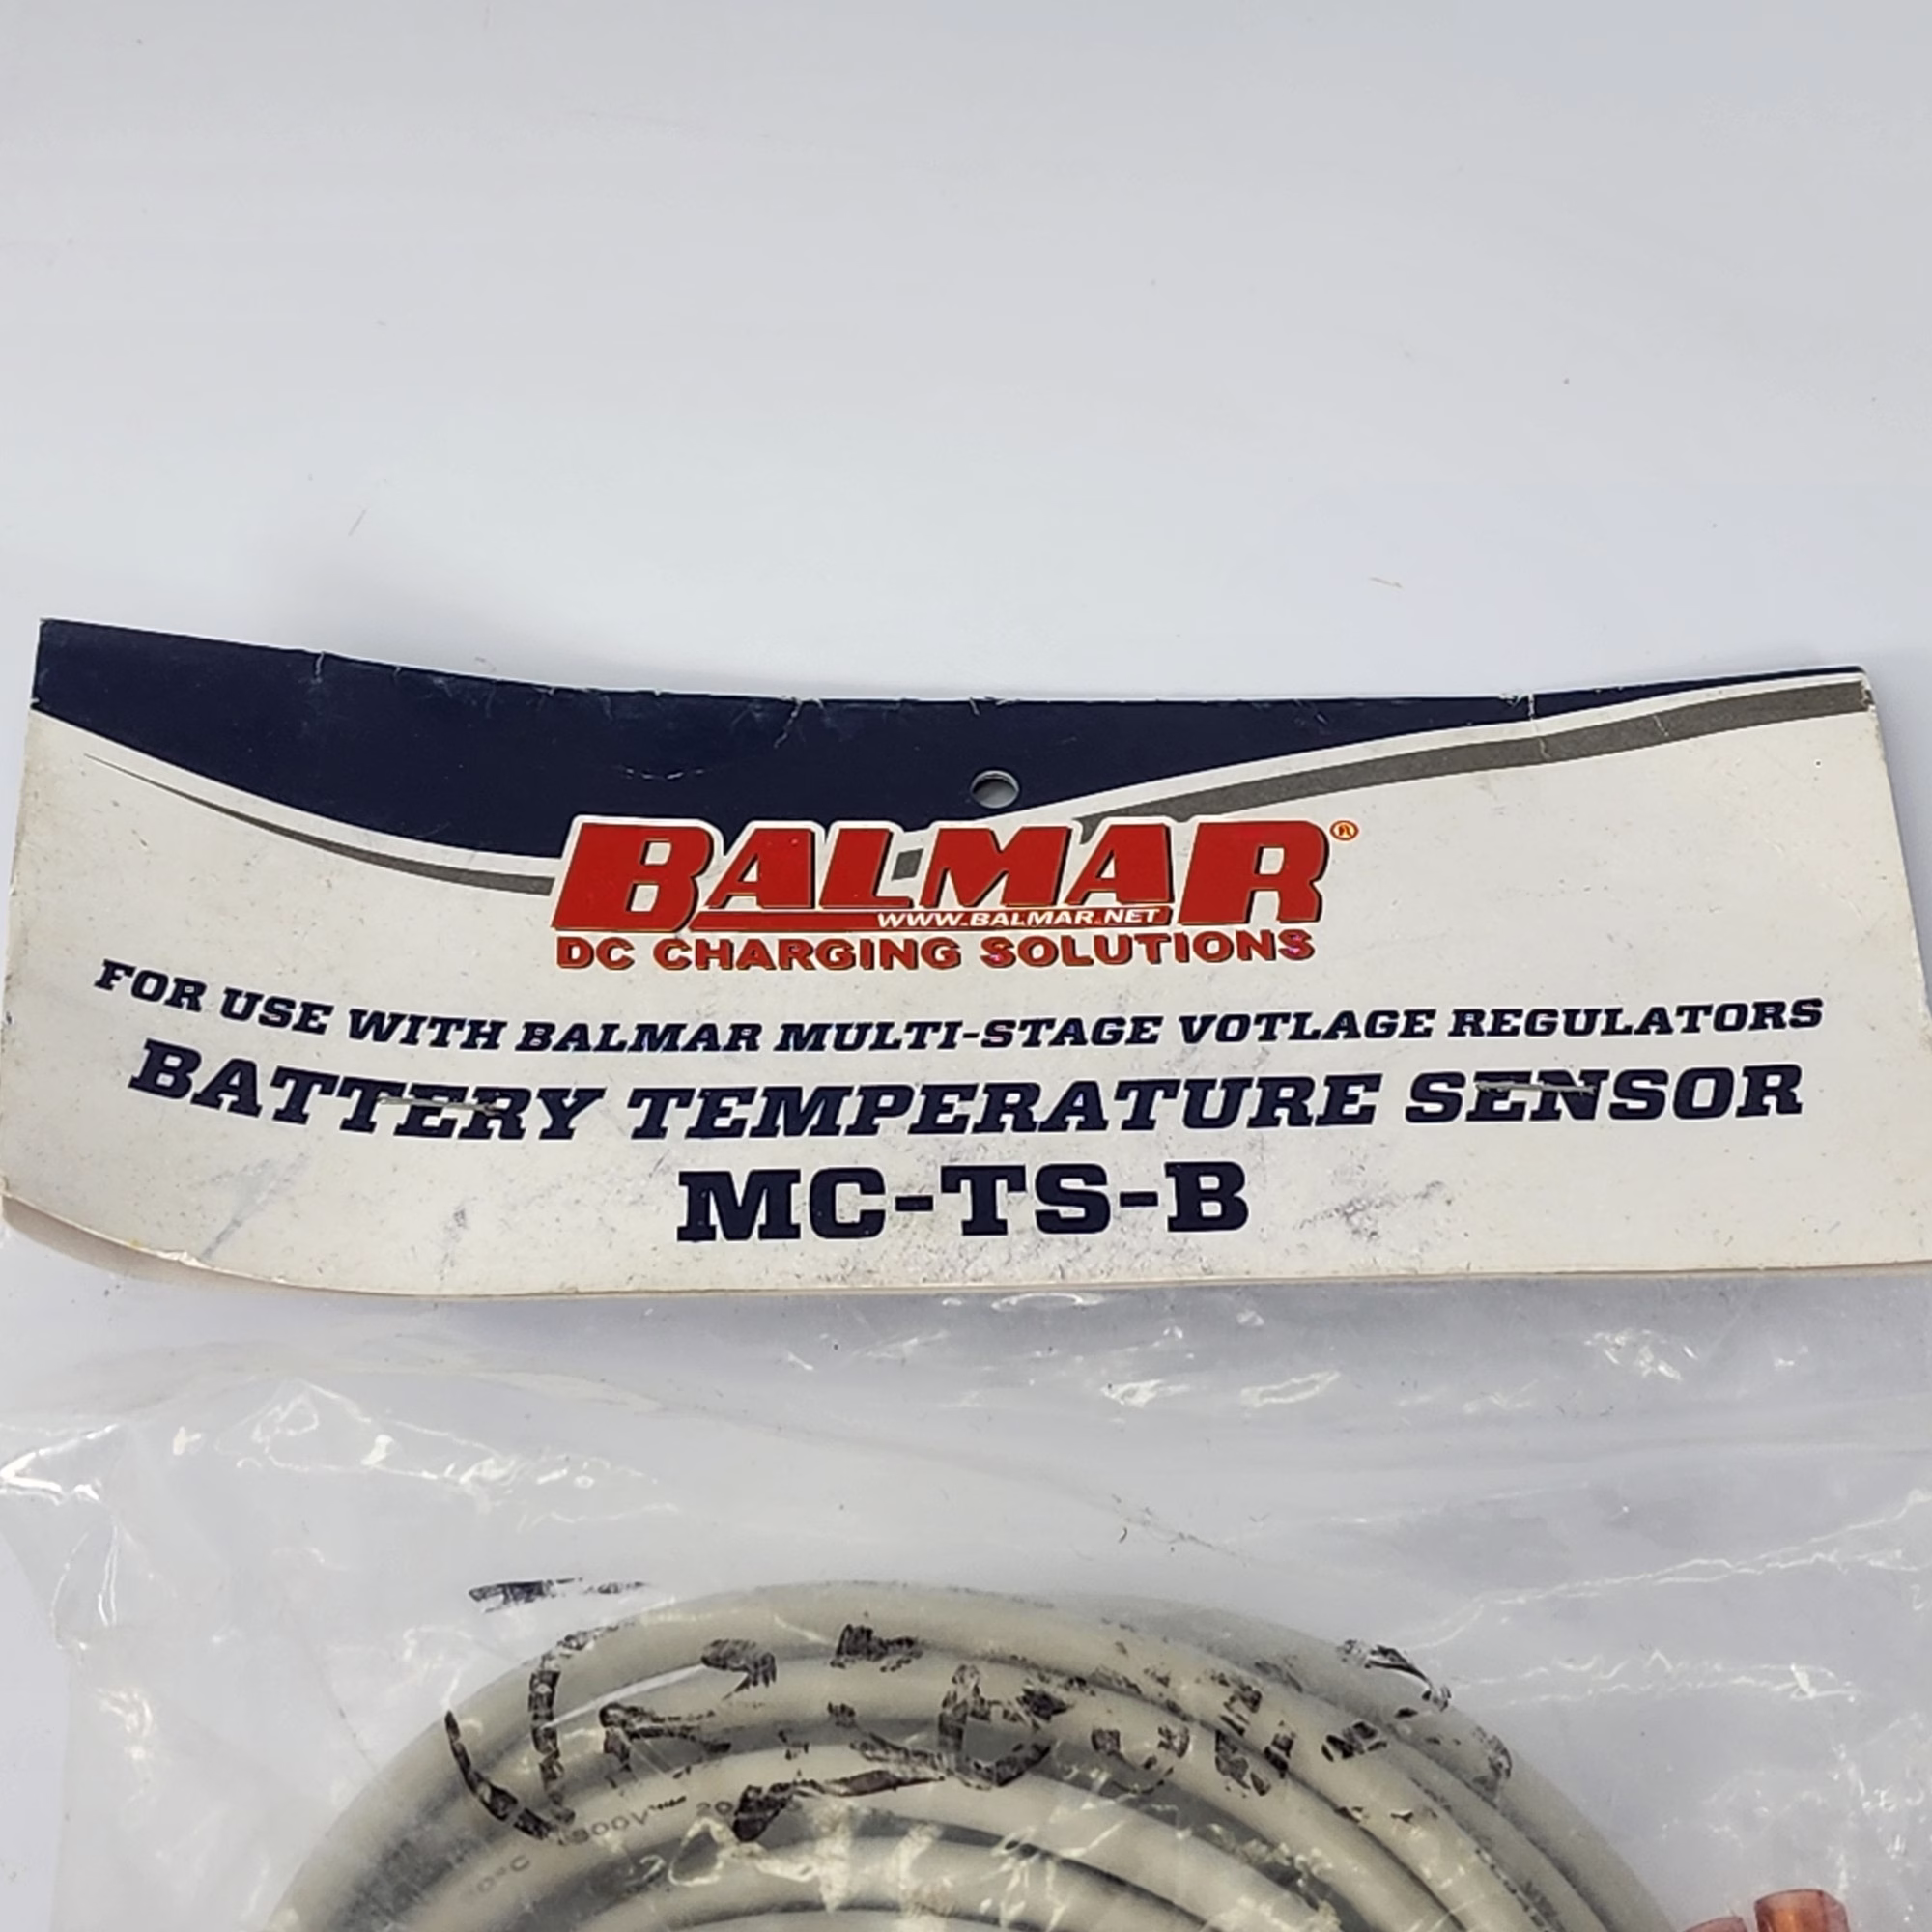 BALMAR®
WWW.BALMAR.NET
DC CHARGING SOLUTIONS
FOR USE WITH BALMAR MULTI-STAGE VOTLAGE REGULATORS
BATTERY TEMPERATURE SENSOR
MC-TS-B
300V